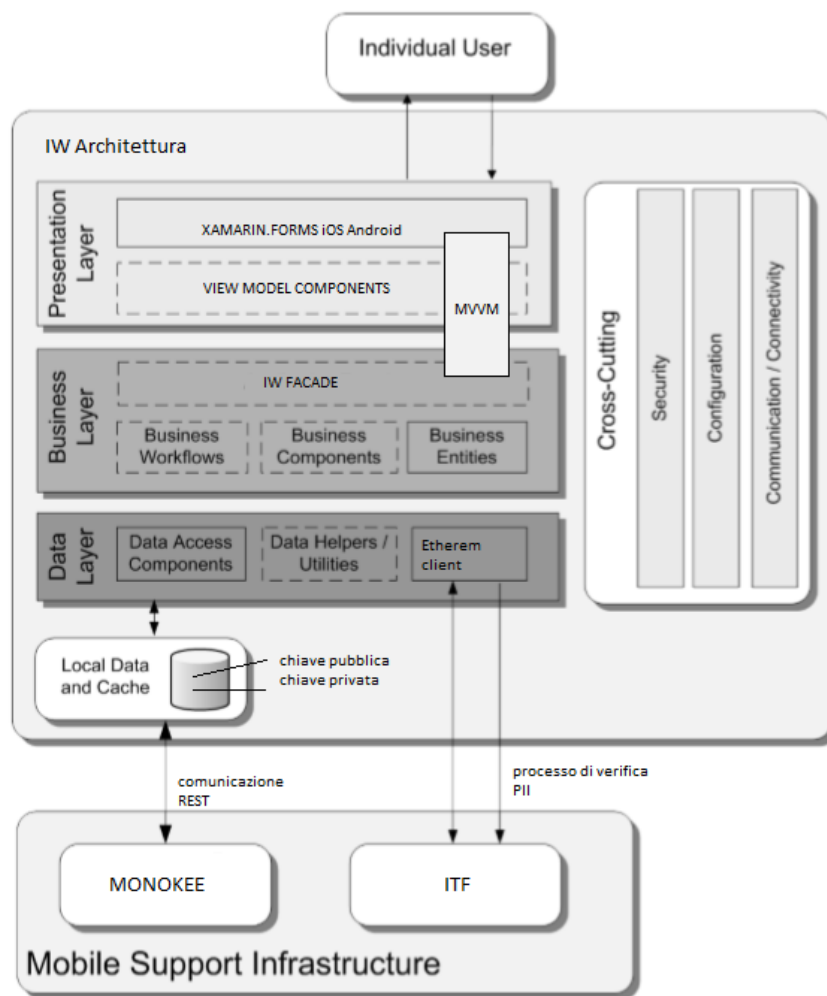 Individual User
IW Architettura
Presentation
Layer
XAMARIN.FORMS iOS Android
VIEW MODEL COMPONENTS
MVVM
Business
Layer
IW FACADE
Business
Workflows
Business
Components
Business
Entities
Data
Layer
Data Access
Components
Data Helpers /
Utilities
Etherem
client
Cross-Cutting
Security
Configuration
Communication / Connectivity
Local Data
and Cache
chiave pubblica
chiave privata
comunicazione
REST
processo di verifica
PII
MONOKEE
ITF
Mobile Support Infrastructure